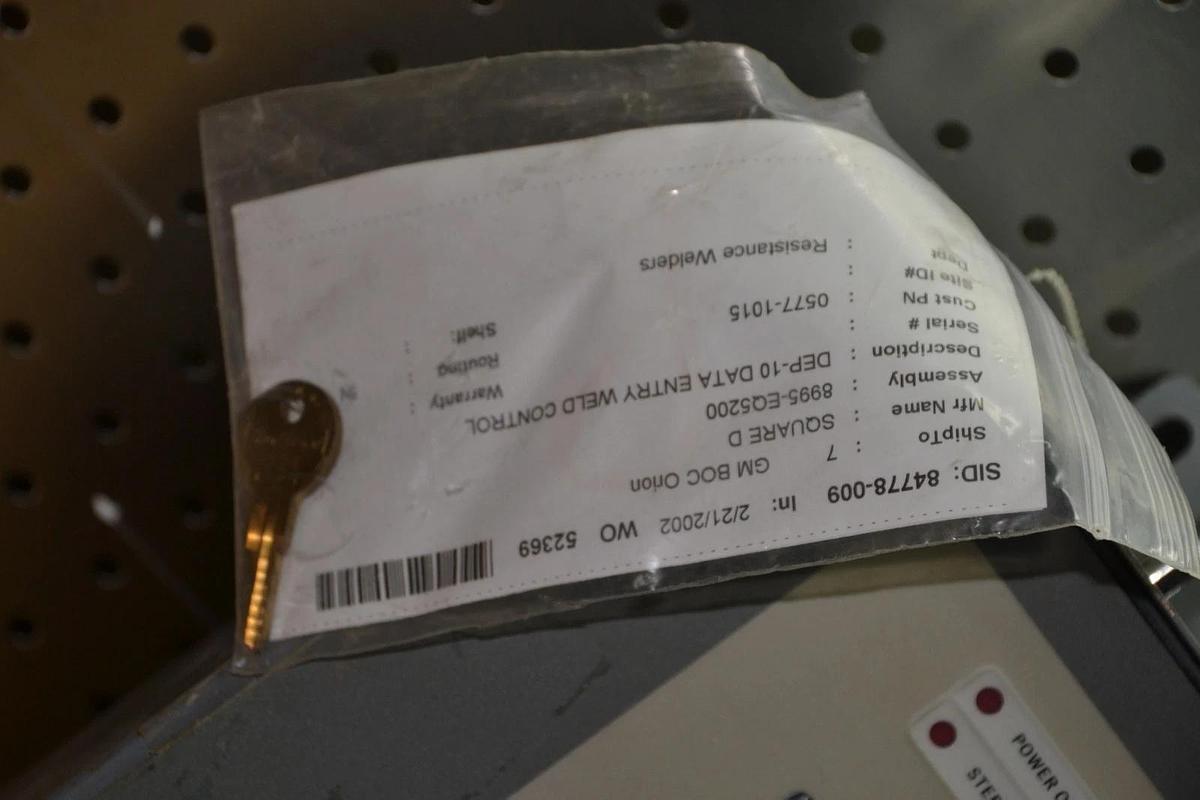 SID: 84778-009 In: 2/21/2002 WO 52369
ShipTo : 7 GM BOC Orion
Mfr Name : SQUARE D
Assembly : 8995-EQ5200
Description : DEP-10 DATA ENTRY WELD CONTROL
Serial # :
Cust PN : 0577-1015
Site ID# :
Dept : Resistance Welders
Warranty : IN
Routing :
Shelf: :
POWER